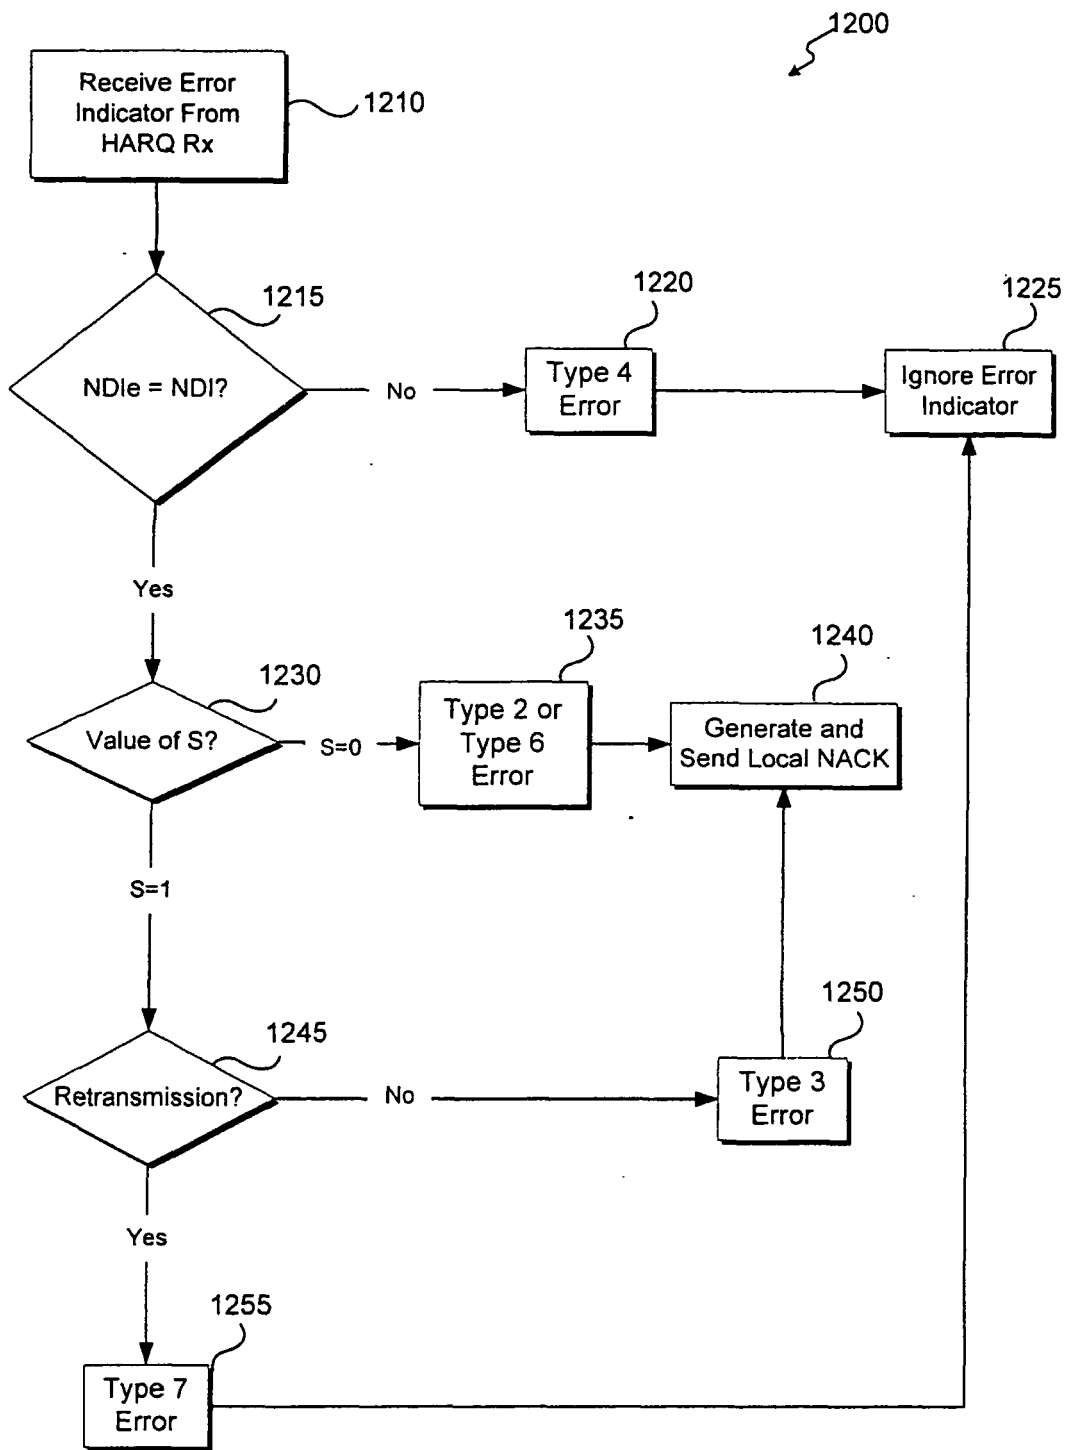 1200
Receive Error
Indicator From
HARQ Rx
1210
1215
NDIe = NDI?
No
1220
Type 4
Error
1225
Ignore Error
Indicator
Yes
1230
Value of S?
S=0
1235
Type 2 or
Type 6
Error
1240
Generate and
Send Local NACK
S=1
1245
Retransmission?
No
1250
Type 3
Error
Yes
1255
Type 7
Error